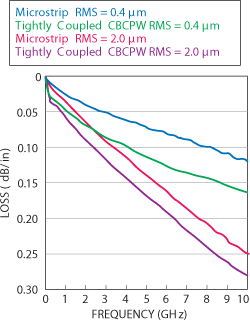 Microstrip RMS = 0.4 μm
Tightly Coupled CBCPW RMS = 0.4 μm
Microstrip RMS = 2.0 μm
Tightly Coupled CBCPW RMS = 2.0 μm
0
0.05
0.10
0.15
0.20
0.25
0.30
LOSS ( dB/in)
0 1 2 3 4 5 6 7 8 9 10
FREQUENCY (GHz)